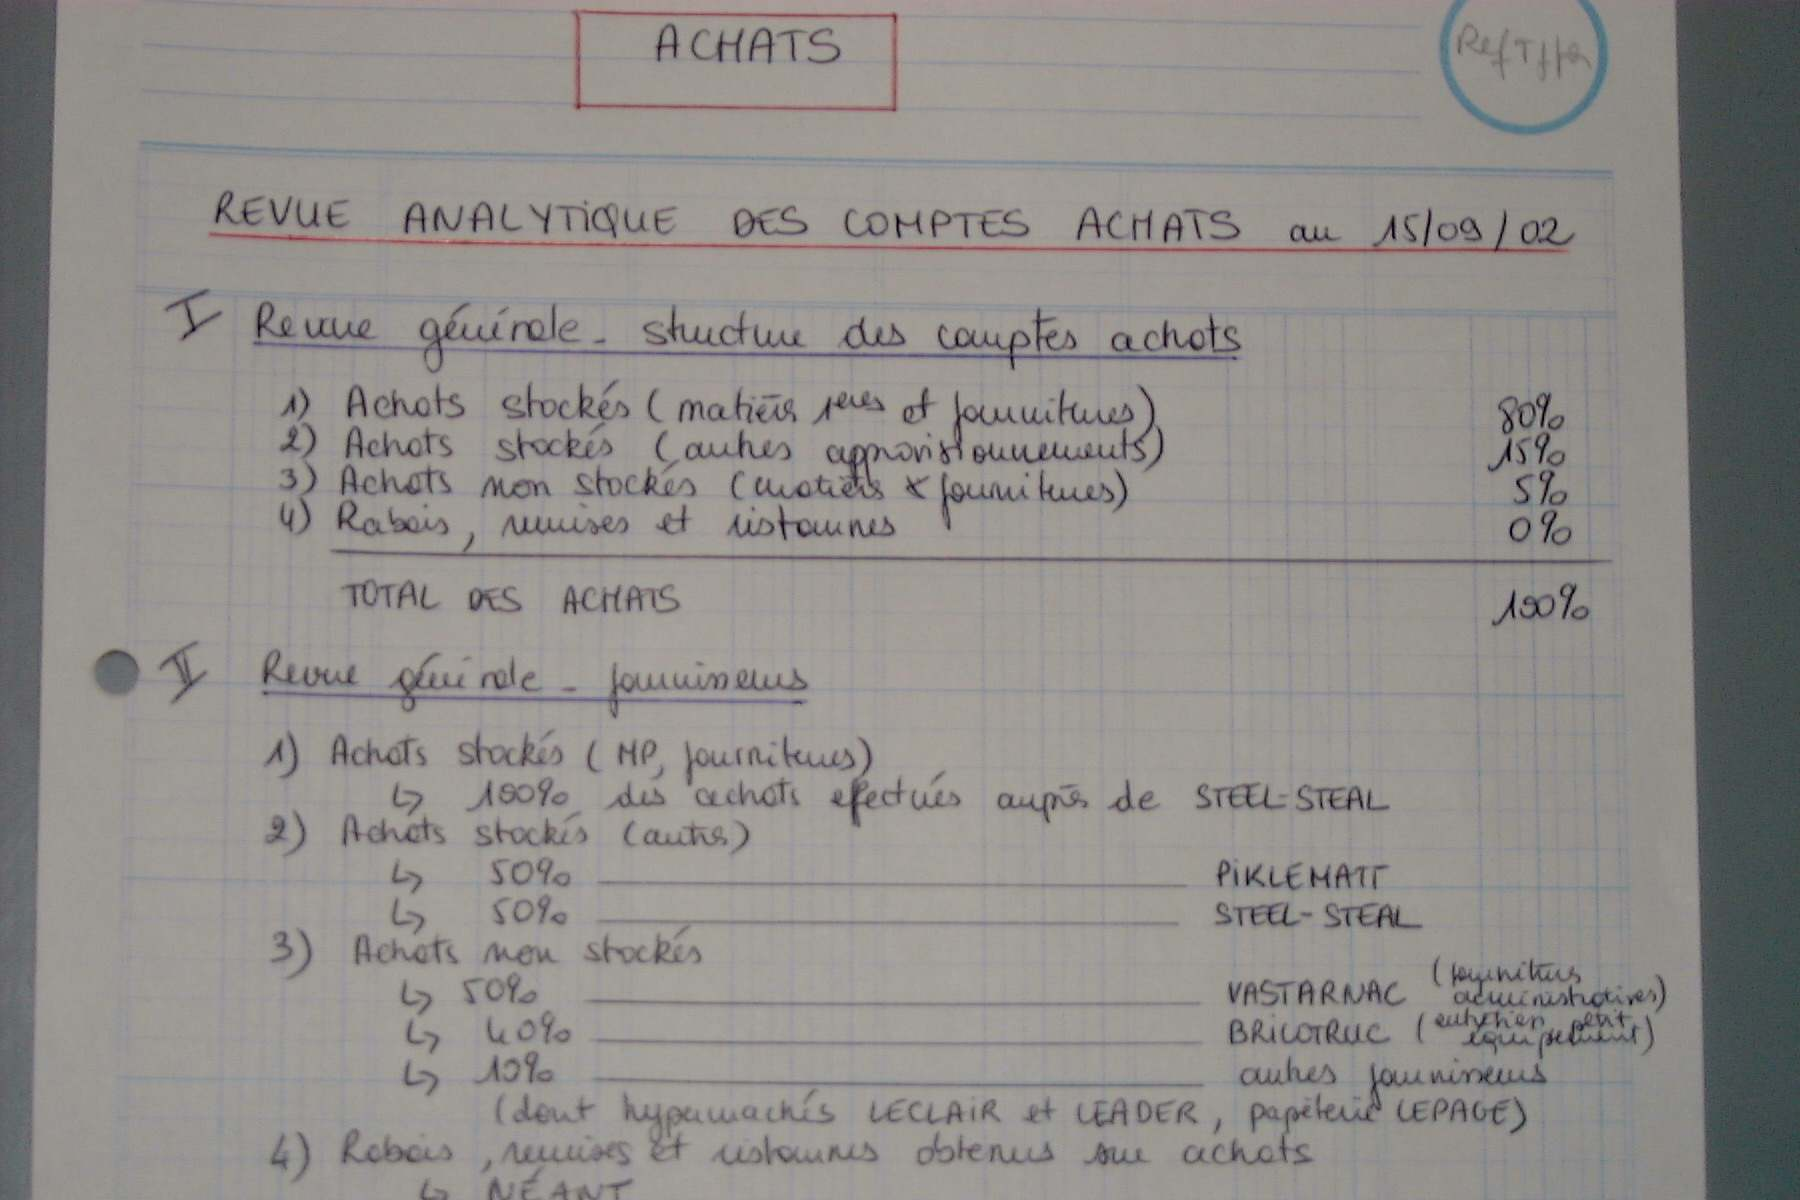 ACHATS
REVUE ANALYTIQUE DES COMPTES ACHATS au 15/09/02
I Revue générale - structure des comptes achats
1) Achats stockés (matières 1ères et fournitures) 80%
2) Achats stockés (autres approvisionnements) 15%
3) Achats non stockés (matières & fournitures) 5%
4) Rabais, remises et ristournes 0%
TOTAL DES ACHATS 100%
II Revue générale - fournisseurs
1) Achats stockés (MP, fournitures)
↳ 100% des achats efectués auprès de STEEL-STEAL
2) Achats stockés (autres)
↳ 50% PIKLEMATT
↳ 50% STEEL-STEAL
3) Achats non stockés
↳ 50% VASTARNAC (fournitures administratives)
↳ 40% BRICOTRUC (entretien petit équipement)
↳ 10% autres fournisseurs
(dont hypermachés LECLAIR et LEADER, papèterie LEPAGE)
4) Rabais, remises et ristournes obtenus sur achats
↳ NÉANT